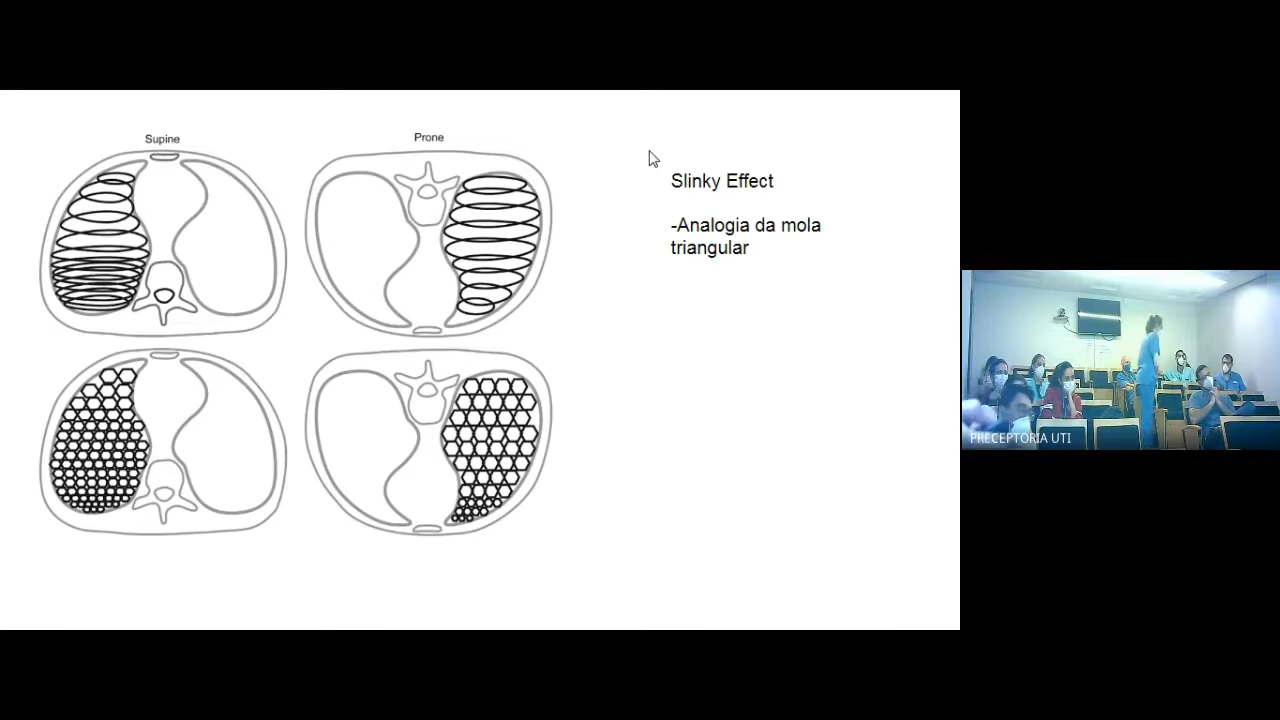 Supine
Prone
Slinky Effect
-Analogia da mola
triangular
PRECEPTORIA UTI